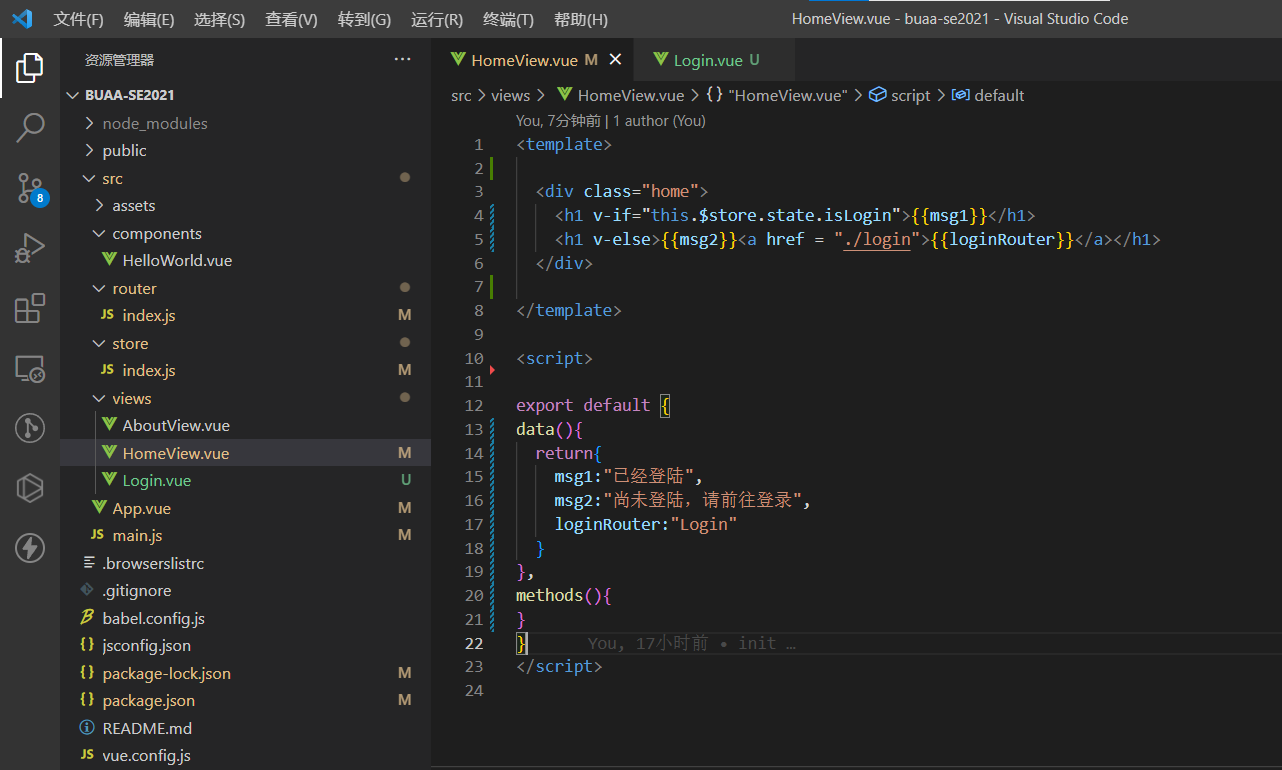 文件(F) 编辑(E) 选择(S) 查看(V) 转到(G) 运行(R) 终端(T) 帮助(H) HomeView.vue - buaa-se2021 - Visual Studio Code
资源管理器 ...
BUAA-SE2021
node_modules
public
src
assets
components
HelloWorld.vue
router
JS index.js M
store
JS index.js M
views
AboutView.vue
HomeView.vue M
Login.vue U
App.vue M
JS main.js M
.browserslistrc
.gitignore
babel.config.js
{} jsconfig.json
{} package-lock.json M
{} package.json M
README.md
JS vue.config.js
8
HomeView.vue M Login.vue U
src > views > HomeView.vue > {} "HomeView.vue" > script > default
You, 7分钟前 | 1 author (You)
1 <template>
2
3 <div class="home">
4 <h1 v-if="this.$store.state.isLogin">{{msg1}}</h1>
5 <h1 v-else>{{msg2}}<a href = "./login">{{loginRouter}}</a></h1>
6 </div>
7
8 </template>
9
10 <script>
11
12 export default {
13 data(){
14 return{
15 msg1:"已经登陆",
16 msg2:"尚未登陆，请前往登录",
17 loginRouter:"Login"
18 }
19 },
20 methods(){
21 }
22 } You, 17小时前 • init …
23 </script>
24